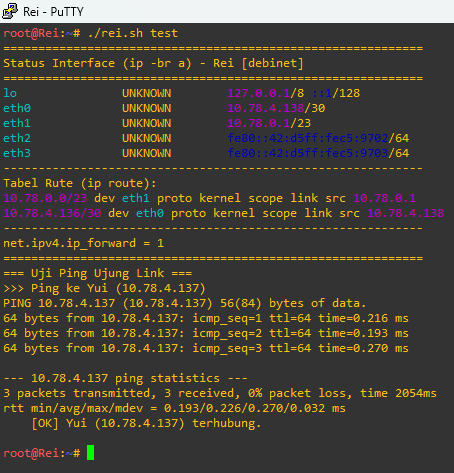 Rei - PuTTY
root@Rei:~# ./rei.sh test
============================================================
Status Interface (ip -br a) - Rei [debinet]
============================================================
lo               UNKNOWN        127.0.0.1/8 ::1/128
eth0             UNKNOWN        10.78.4.138/30
eth1             UNKNOWN        10.78.0.1/23
eth2             UNKNOWN        fe80::42:d5ff:fec5:9702/64
eth3             UNKNOWN        fe80::42:d5ff:fec5:9703/64
------------------------------------------------------------
Tabel Rute (ip route):
10.78.0.0/23 dev eth1 proto kernel scope link src 10.78.0.1
10.78.4.136/30 dev eth0 proto kernel scope link src 10.78.4.138
------------------------------------------------------------
net.ipv4.ip_forward = 1
============================================================
=== Uji Ping Ujung Link ===
>>> Ping ke Yui (10.78.4.137)
PING 10.78.4.137 (10.78.4.137) 56(84) bytes of data.
64 bytes from 10.78.4.137: icmp_seq=1 ttl=64 time=0.216 ms
64 bytes from 10.78.4.137: icmp_seq=2 ttl=64 time=0.193 ms
64 bytes from 10.78.4.137: icmp_seq=3 ttl=64 time=0.270 ms
--- 10.78.4.137 ping statistics ---
3 packets transmitted, 3 received, 0% packet loss, time 2054ms
rtt min/avg/max/mdev = 0.193/0.226/0.270/0.032 ms
    [OK] Yui (10.78.4.137) terhubung.
root@Rei:~#